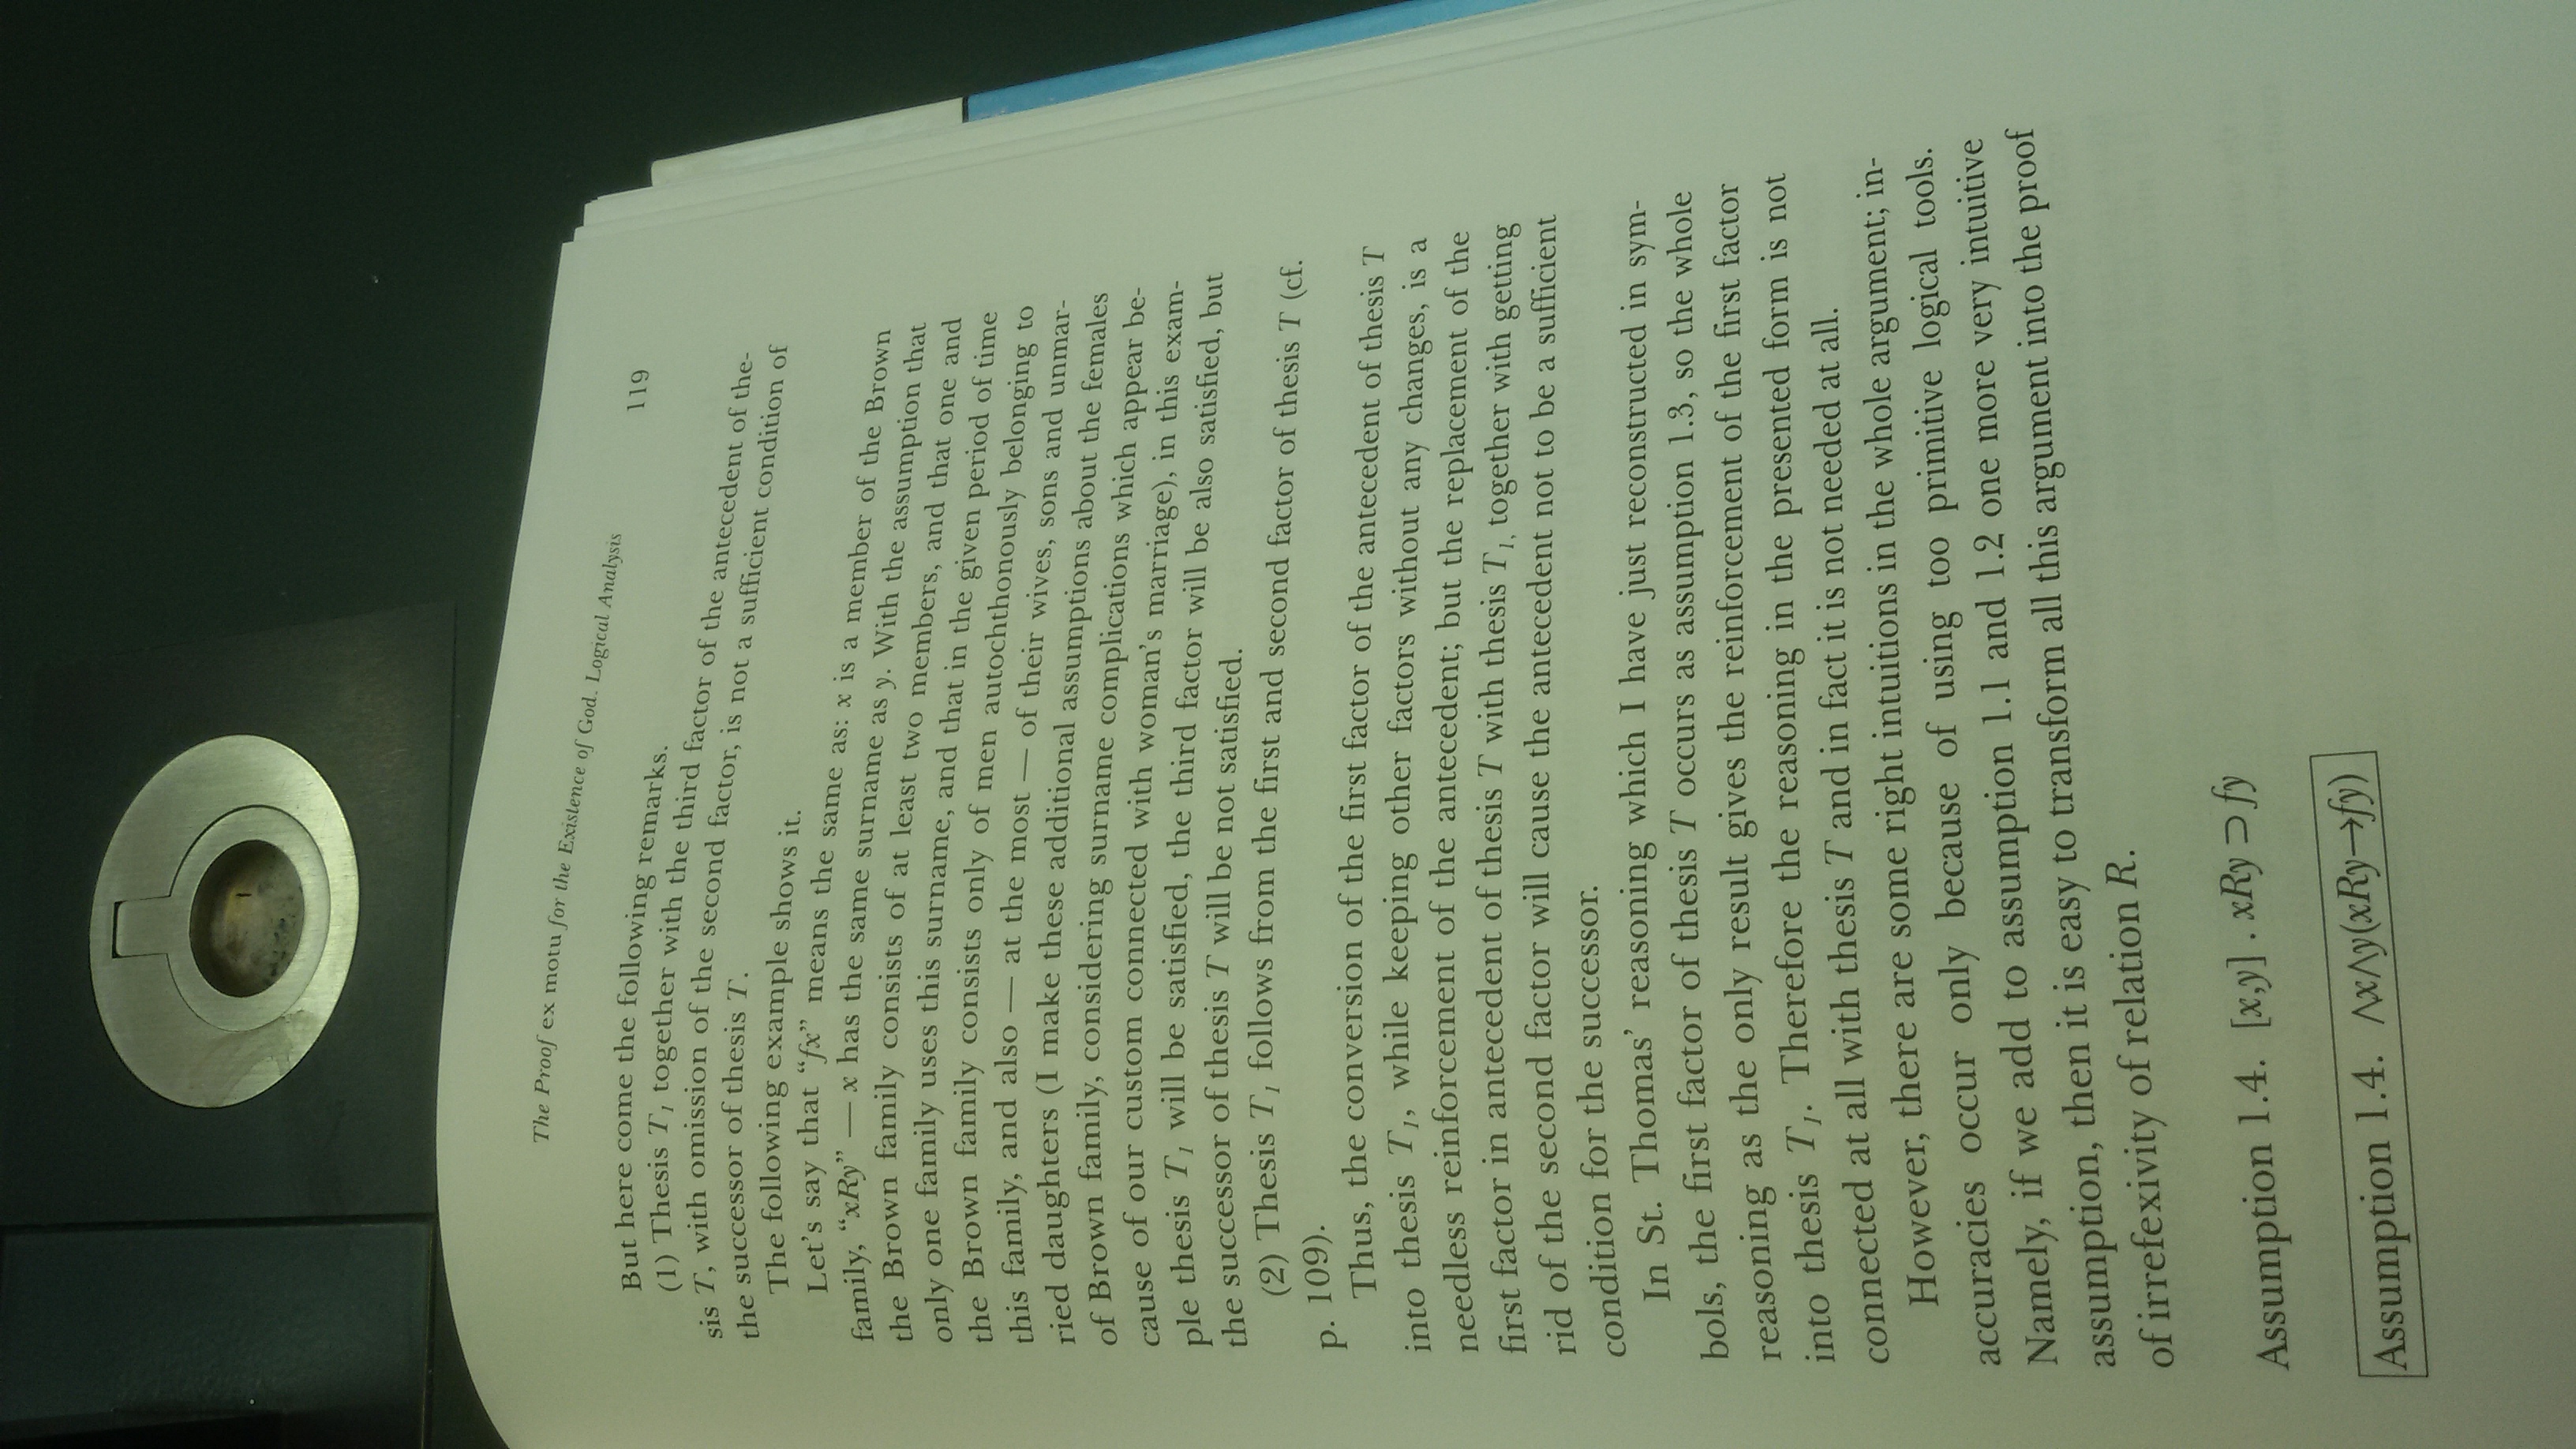 The Proof ex motu for the Existence of God. Logical Analysis 119
But here come the following remarks.
(1) Thesis T₁ together with the third factor of the antecedent of the-
sis T, with omission of the second factor, is not a sufficient condition of
the successor of thesis T.
The following example shows it.
Let's say that “fx” means the same as: x is a member of the Brown
family, “xRy” — x has the same surname as y. With the assumption that
the Brown family consists of at least two members, and that one and
only one family uses this surname, and that in the given period of time
the Brown family consists only of men autochthonously belonging to
this family, and also — at the most — of their wives, sons and unmar-
ried daughters (I make these additional assumptions about the females
of Brown family, considering surname complications which appear be-
cause of our custom connected with woman's marriage), in this exam-
ple thesis T₁ will be satisfied, the third factor will be also satisfied, but
the successor of thesis T will be not satisfied.
(2) Thesis T₁ follows from the first and second factor of thesis T (cf.
p. 109).
Thus, the conversion of the first factor of the antecedent of thesis T
into thesis T₁, while keeping other factors without any changes, is a
needless reinforcement of the antecedent; but the replacement of the
first factor in antecedent of thesis T with thesis T₁, together with getting
rid of the second factor will cause the antecedent not to be a sufficient
condition for the successor.
In St. Thomas' reasoning which I have just reconstructed in sym-
bols, the first factor of thesis T occurs as assumption 1.3, so the whole
reasoning as the only result gives the reinforcement of the first factor
into thesis T₁. Therefore the reasoning in the presented form is not
connected at all with thesis T and in fact it is not needed at all.
However, there are some right intuitions in the whole argument; in-
accuracies occur only because of using too primitive logical tools.
Namely, if we add to assumption 1.1 and 1.2 one more very intuitive
assumption, then it is easy to transform all this argument into the proof
of irrefexivity of relation R.
Assumption 1.4. [x,y] . xRy ⊃ fy
Assumption 1.4. ∧x∧y(xRy→fy)